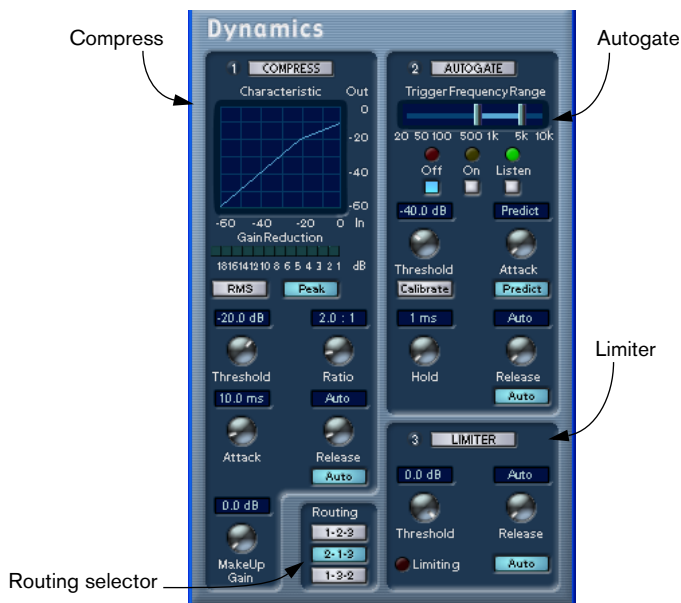 Dynamics
Compress
Autogate
Limiter
Routing selector
1 COMPRESS
Characteristic Out
0
-20
-40
-60
-60 -40 -20 0 In
GainReduction
18 16 14 12 10 8 6 5 4 3 2 1 dB
RMS Peak
-20.0 dB 2.0 : 1
Threshold Ratio
10.0 ms Auto
Attack Release
Auto
0.0 dB
MakeUp
Gain
Routing
1-2-3
2-1-3
1-3-2
2 AUTOGATE
Trigger Frequency Range
20 50 100 500 1k 5k 10k
Off On Listen
-40.0 dB Predict
Threshold Attack
Calibrate Predict
1 ms Auto
Hold Release
Auto
3 LIMITER
0.0 dB Auto
Threshold Release
Limiting Auto